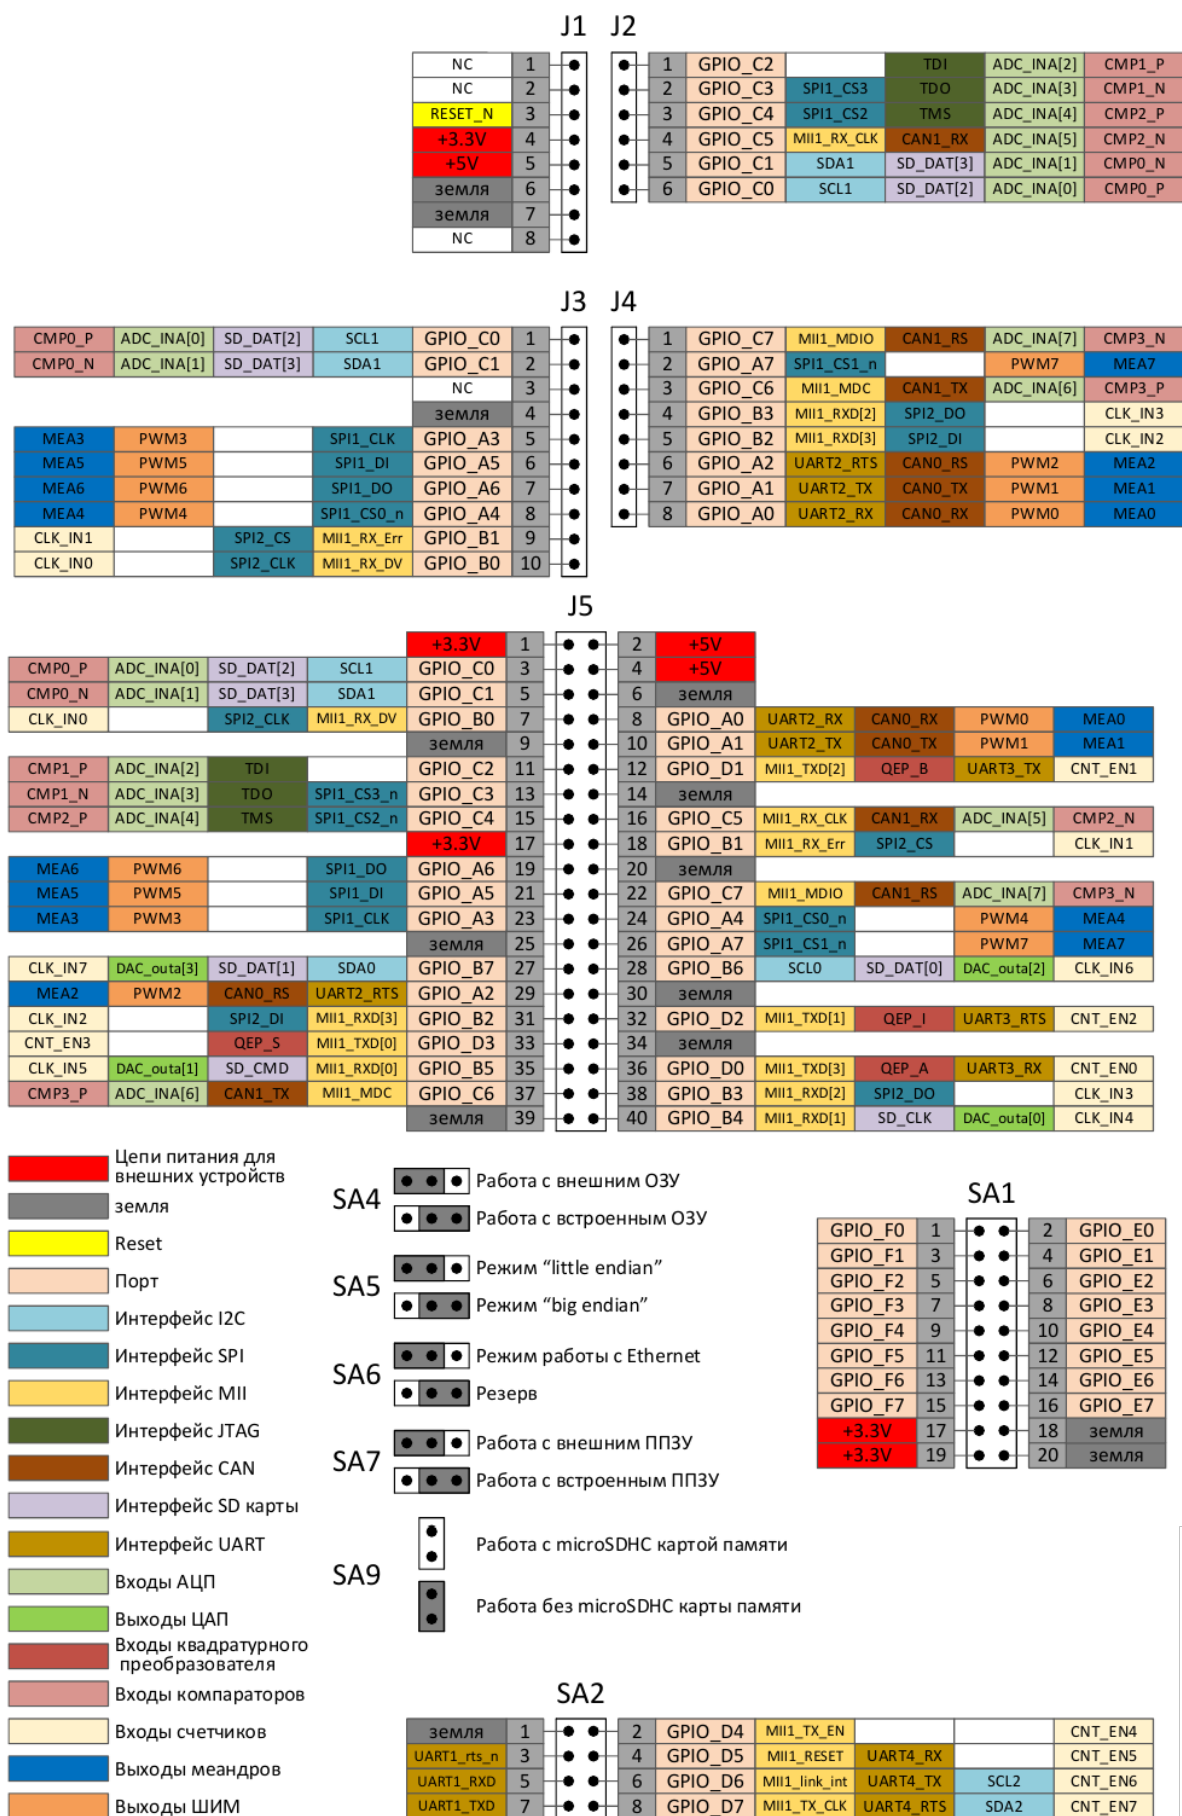 J1 J2
NC 1 1 GPIO_C2 TDI ADC_INA[2] CMP1_P
NC 2 2 GPIO_C3 SPI1_CS3 TDO ADC_INA[3] CMP1_N
RESET_N 3 3 GPIO_C4 SPI1_CS2 TMS ADC_INA[4] CMP2_P
+3.3V 4 4 GPIO_C5 MII1_RX_CLK CAN1_RX ADC_INA[5] CMP2_N
+5V 5 5 GPIO_C1 SDA1 SD_DAT[3] ADC_INA[1] CMP0_N
земля 6 6 GPIO_C0 SCL1 SD_DAT[2] ADC_INA[0] CMP0_P
земля 7
NC 8
J3 J4
CMP0_P ADC_INA[0] SD_DAT[2] SCL1 GPIO_C0 1 1 GPIO_C7 MII1_MDIO CAN1_RS ADC_INA[7] CMP3_N
CMP0_N ADC_INA[1] SD_DAT[3] SDA1 GPIO_C1 2 2 GPIO_A7 SPI1_CS1_n PWM7 MEA7
NC 3 3 GPIO_C6 MII1_MDC CAN1_TX ADC_INA[6] CMP3_P
земля 4 4 GPIO_B3 MII1_RXD[2] SPI2_DO CLK_IN3
MEA3 PWM3 SPI1_CLK GPIO_A3 5 5 GPIO_B2 MII1_RXD[3] SPI2_DI CLK_IN2
MEA5 PWM5 SPI1_DI GPIO_A5 6 6 GPIO_A2 UART2_RTS CAN0_RS PWM2 MEA2
MEA6 PWM6 SPI1_DO GPIO_A6 7 7 GPIO_A1 UART2_TX CAN0_TX PWM1 MEA1
MEA4 PWM4 SPI1_CS0_n GPIO_A4 8 8 GPIO_A0 UART2_RX CAN0_RX PWM0 MEA0
CLK_IN1 SPI2_CS MII1_RX_Err GPIO_B1 9
CLK_IN0 SPI2_CLK MII1_RX_DV GPIO_B0 10
J5
+3.3V 1 2 +5V
CMP0_P ADC_INA[0] SD_DAT[2] SCL1 GPIO_C0 3 4 +5V
CMP0_N ADC_INA[1] SD_DAT[3] SDA1 GPIO_C1 5 6 земля
CLK_IN0 SPI2_CLK MII1_RX_DV GPIO_B0 7 8 GPIO_A0 UART2_RX CAN0_RX PWM0 MEA0
земля 9 10 GPIO_A1 UART2_TX CAN0_TX PWM1 MEA1
CMP1_P ADC_INA[2] TDI GPIO_C2 11 12 GPIO_D1 MII1_TXD[2] QEP_B UART3_TX CNT_EN1
CMP1_N ADC_INA[3] TDO SPI1_CS3_n GPIO_C3 13 14 земля
CMP2_P ADC_INA[4] TMS SPI1_CS2_n GPIO_C4 15 16 GPIO_C5 MII1_RX_CLK CAN1_RX ADC_INA[5] CMP2_N
+3.3V 17 18 GPIO_B1 MII1_RX_Err SPI2_CS CLK_IN1
MEA6 PWM6 SPI1_DO GPIO_A6 19 20 земля
MEA5 PWM5 SPI1_DI GPIO_A5 21 22 GPIO_C7 MII1_MDIO CAN1_RS ADC_INA[7] CMP3_N
MEA3 PWM3 SPI1_CLK GPIO_A3 23 24 GPIO_A4 SPI1_CS0_n PWM4 MEA4
земля 25 26 GPIO_A7 SPI1_CS1_n PWM7 MEA7
CLK_IN7 DAC_outa[3] SD_DAT[1] SDA0 GPIO_B7 27 28 GPIO_B6 SCL0 SD_DAT[0] DAC_outa[2] CLK_IN6
MEA2 PWM2 CAN0_RS UART2_RTS GPIO_A2 29 30 земля
CLK_IN2 SPI2_DI MII1_RXD[3] GPIO_B2 31 32 GPIO_D2 MII1_TXD[1] QEP_I UART3_RTS CNT_EN2
CNT_EN3 QEP_S MII1_TXD[0] GPIO_D3 33 34 земля
CLK_IN5 DAC_outa[1] SD_CMD MII1_RXD[0] GPIO_B5 35 36 GPIO_D0 MII1_TXD[3] QEP_A UART3_RX CNT_EN0
CMP3_P ADC_INA[6] CAN1_TX MII1_MDC GPIO_C6 37 38 GPIO_B3 MII1_RXD[2] SPI2_DO CLK_IN3
земля 39 40 GPIO_B4 MII1_RXD[1] SD_CLK DAC_outa[0] CLK_IN4
Цепи питания для
внешних устройств
земля
Reset
Порт
Интерфейс I2C
Интерфейс SPI
Интерфейс MII
Интерфейс JTAG
Интерфейс CAN
Интерфейс SD карты
Интерфейс UART
Входы АЦП
Выходы ЦАП
Входы квадратурного
преобразователя
Входы компараторов
Входы счетчиков
Выходы меандров
Выходы ШИМ
SA4
Работа с внешним ОЗУ
Работа с встроенным ОЗУ
SA5
Режим “little endian”
Режим “big endian”
SA6
Режим работы с Ethernet
Резерв
SA7
Работа с внешним ППЗУ
Работа с встроенным ППЗУ
SA9
Работа с microSDHC картой памяти
Работа без microSDHC карты памяти
SA1
GPIO_F0 1 2 GPIO_E0
GPIO_F1 3 4 GPIO_E1
GPIO_F2 5 6 GPIO_E2
GPIO_F3 7 8 GPIO_E3
GPIO_F4 9 10 GPIO_E4
GPIO_F5 11 12 GPIO_E5
GPIO_F6 13 14 GPIO_E6
GPIO_F7 15 16 GPIO_E7
+3.3V 17 18 земля
+3.3V 19 20 земля
SA2
земля 1 2 GPIO_D4 MII1_TX_EN CNT_EN4
UART1_rts_n 3 4 GPIO_D5 MII1_RESET UART4_RX CNT_EN5
UART1_RXD 5 6 GPIO_D6 MII1_link_int UART4_TX SCL2 CNT_EN6
UART1_TXD 7 8 GPIO_D7 MII1_TX_CLK UART4_RTS SDA2 CNT_EN7